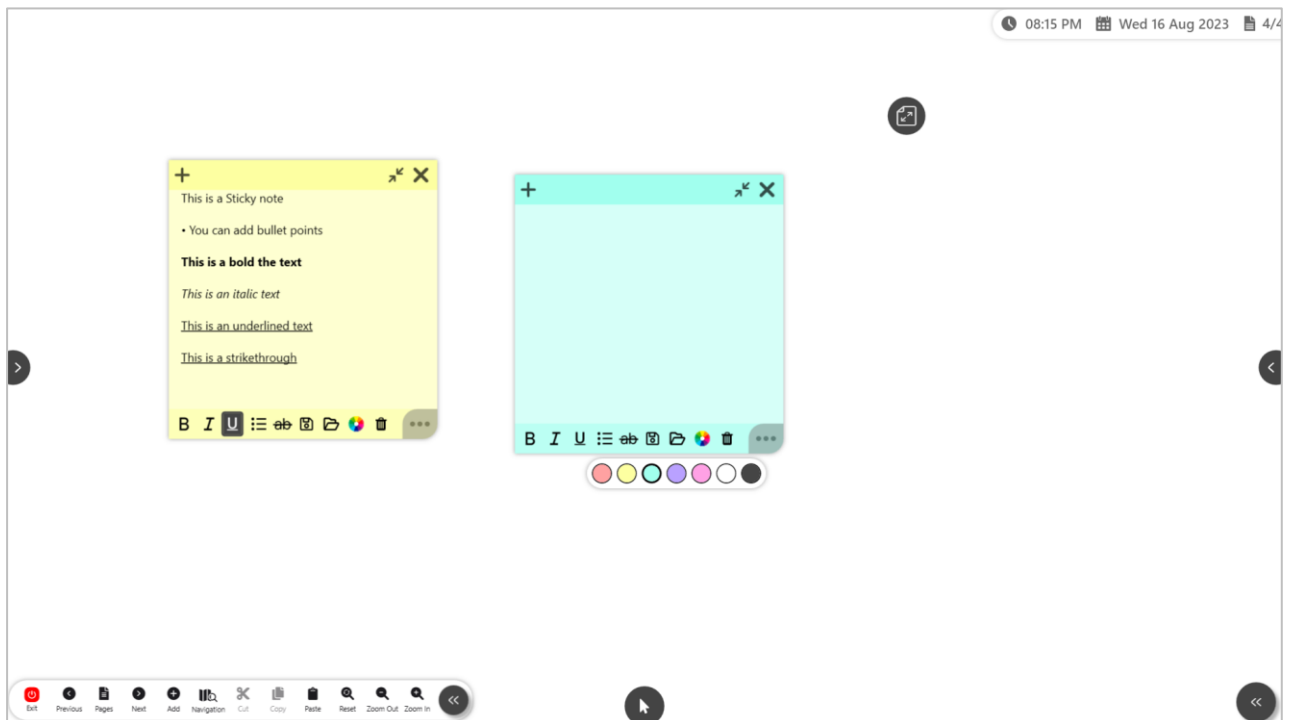 08:15 PM Wed 16 Aug 2023 4/4
This is a Sticky note
• You can add bullet points
This is a bold the text
This is an italic text
This is an underlined text
This is a strikethrough
B I U ab
B I U ab
Exit Previous Pages Next Add Navigation Cut Copy Paste Reset Zoom Out Zoom In